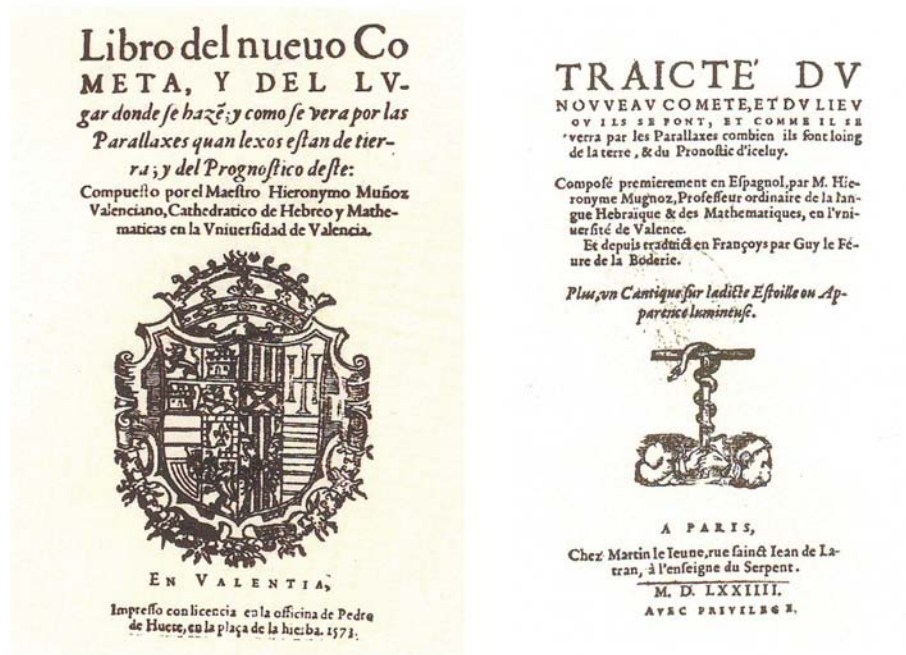 Libro del nueuo Co
META, Y DEL LV-
gar donde ſe hazẽ; y como ſe vera por las
Parallaxes quan lexos eſtan de tier-
ra; y del Prognoſtico deſte:
Compueſto por el Maeſtro Hieronymo Muñoz
Valenciano, Cathedratico de Hebreo y Mathe-
maticas en la Vniuerſidad de Valencia.
EN VALENTIA,
Impreſſo con licencia en la officina de Pedro
de Huete, en la plaça de la hierba. 1573.
TRAICTE' DV
NOVVEAV COMETE, ET DV LIEV
OV ILS SE FONT, ET COMME IL SE
verra par les Parallaxes combien ils ſont loing
de la terre, & du Pronoſtic d'iceluy.
Compoſé premierement en Eſpagnol, par M. Hie-
ronyme Mugnoz, Profeſſeur ordinaire de la lan-
gue Hebraïque & des Mathematiques, en l'vni-
uerſité de Valence.
Et depuis traduict en Françoys par Guy le Fé-
ure de la Boderie.
Plus, vn Cantique ſur ladicte Eſtoille ou Ap-
parence lumineuſe.
A PARIS,
Chez Martin le Ieune, rue ſainct Iean de La-
tran, à l'enſeigne du Serpent.
M. D. LXXIIII.
AVEC PRIVILEGE.